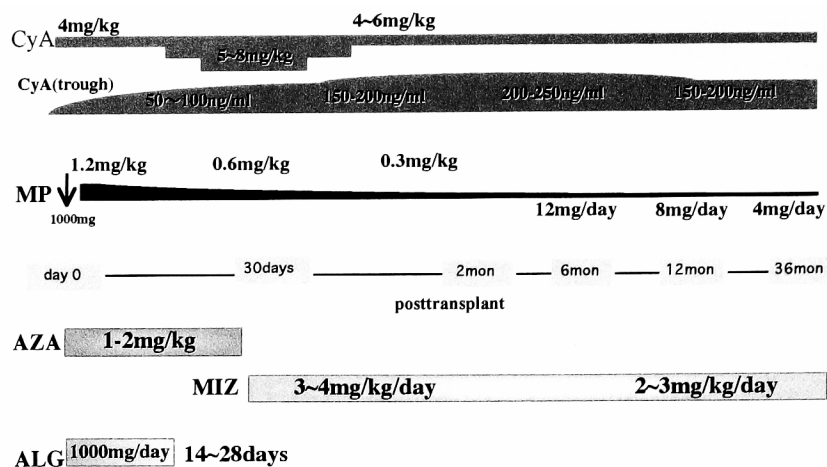 4mg/kg 4~6mg/kg
CyA
5~8mg/kg
CyA(trough)
50~100ng/ml 150-200ng/ml 200-250ng/ml 150-200ng/ml
1.2mg/kg 0.6mg/kg 0.3mg/kg
MP
1000mg
12mg/day 8mg/day 4mg/day
day 0 30days 2mon 6mon 12mon 36mon
posttransplant
AZA 1-2mg/kg
MIZ 3~4mg/kg/day 2~3mg/kg/day
ALG 1000mg/day 14~28days